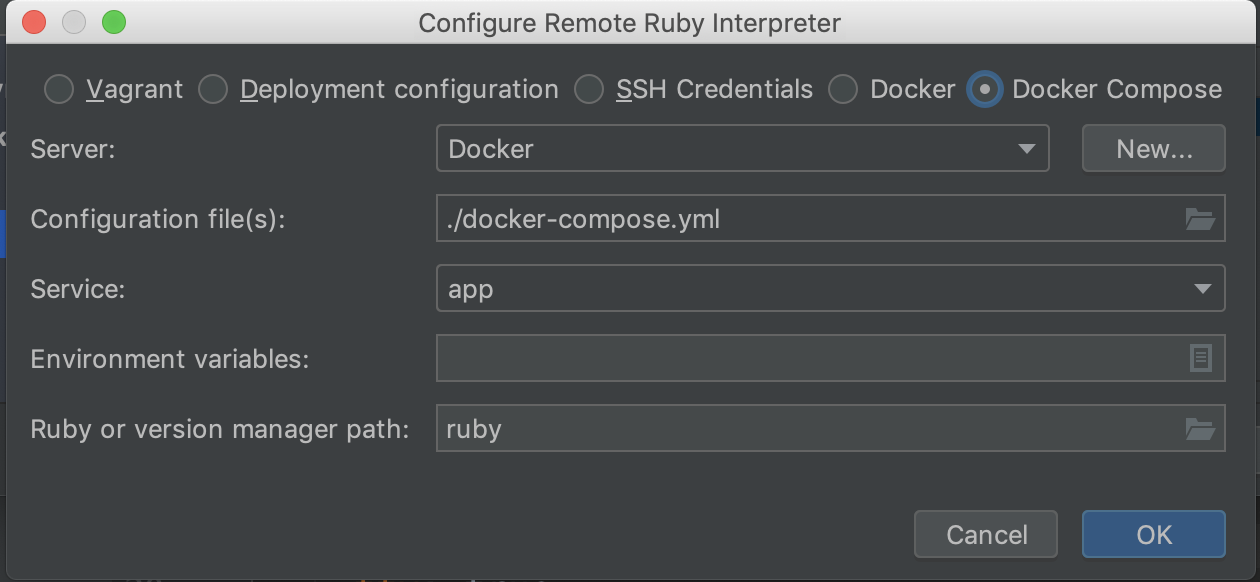 Configure Remote Ruby Interpreter
Vagrant Deployment configuration SSH Credentials Docker Docker Compose
Server: Docker New...
Configuration file(s): ./docker-compose.yml
Service: app
Environment variables:
Ruby or version manager path: ruby
Cancel OK